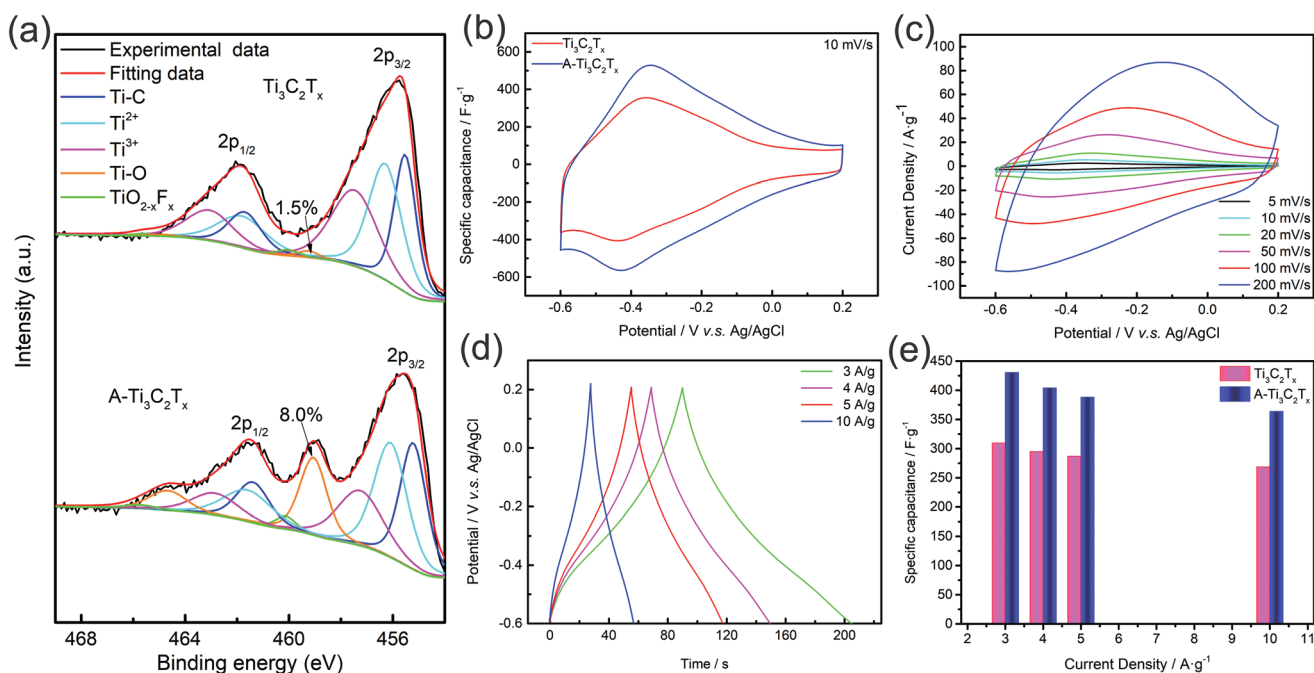 (a)
Experimental data
Fitting data
Ti-C
Ti²⁺
Ti³⁺
Ti-O
TiO₂₋ₓFₓ
2p₃/₂
Ti₃C₂Tₓ
2p₁/₂
1.5%
2p₃/₂
A-Ti₃C₂Tₓ
2p₁/₂
8.0%
Intensity (a.u.)
468 464 460 456
Binding energy (eV)
(b)
Ti₃C₂Tₓ
A-Ti₃C₂Tₓ
10 mV/s
Specific capacitance / F·g⁻¹
800
600
400
200
0
-200
-400
-600
-0.6 -0.4 -0.2 0.0 0.2
Potential / V v.s. Ag/AgCl
(c)
Current Density / A·g⁻¹
100
80
60
40
20
0
-20
-40
-60
-80
-100
5 mV/s
10 mV/s
20 mV/s
50 mV/s
100 mV/s
200 mV/s
-0.6 -0.4 -0.2 0.0 0.2
Potential / V v.s. Ag/AgCl
(d)
3 A/g
4 A/g
5 A/g
10 A/g
Potential / V v.s. Ag/AgCl
0.2
0.0
-0.2
-0.4
-0.6
0 40 80 120 160 200
Time / s
(e)
Ti₃C₂Tₓ
A-Ti₃C₂Tₓ
Specific capacitance / F·g⁻¹
450
400
350
300
250
200
150
100
50
0
2 3 4 5 6 7 8 9 10 11
Current Density / A·g⁻¹